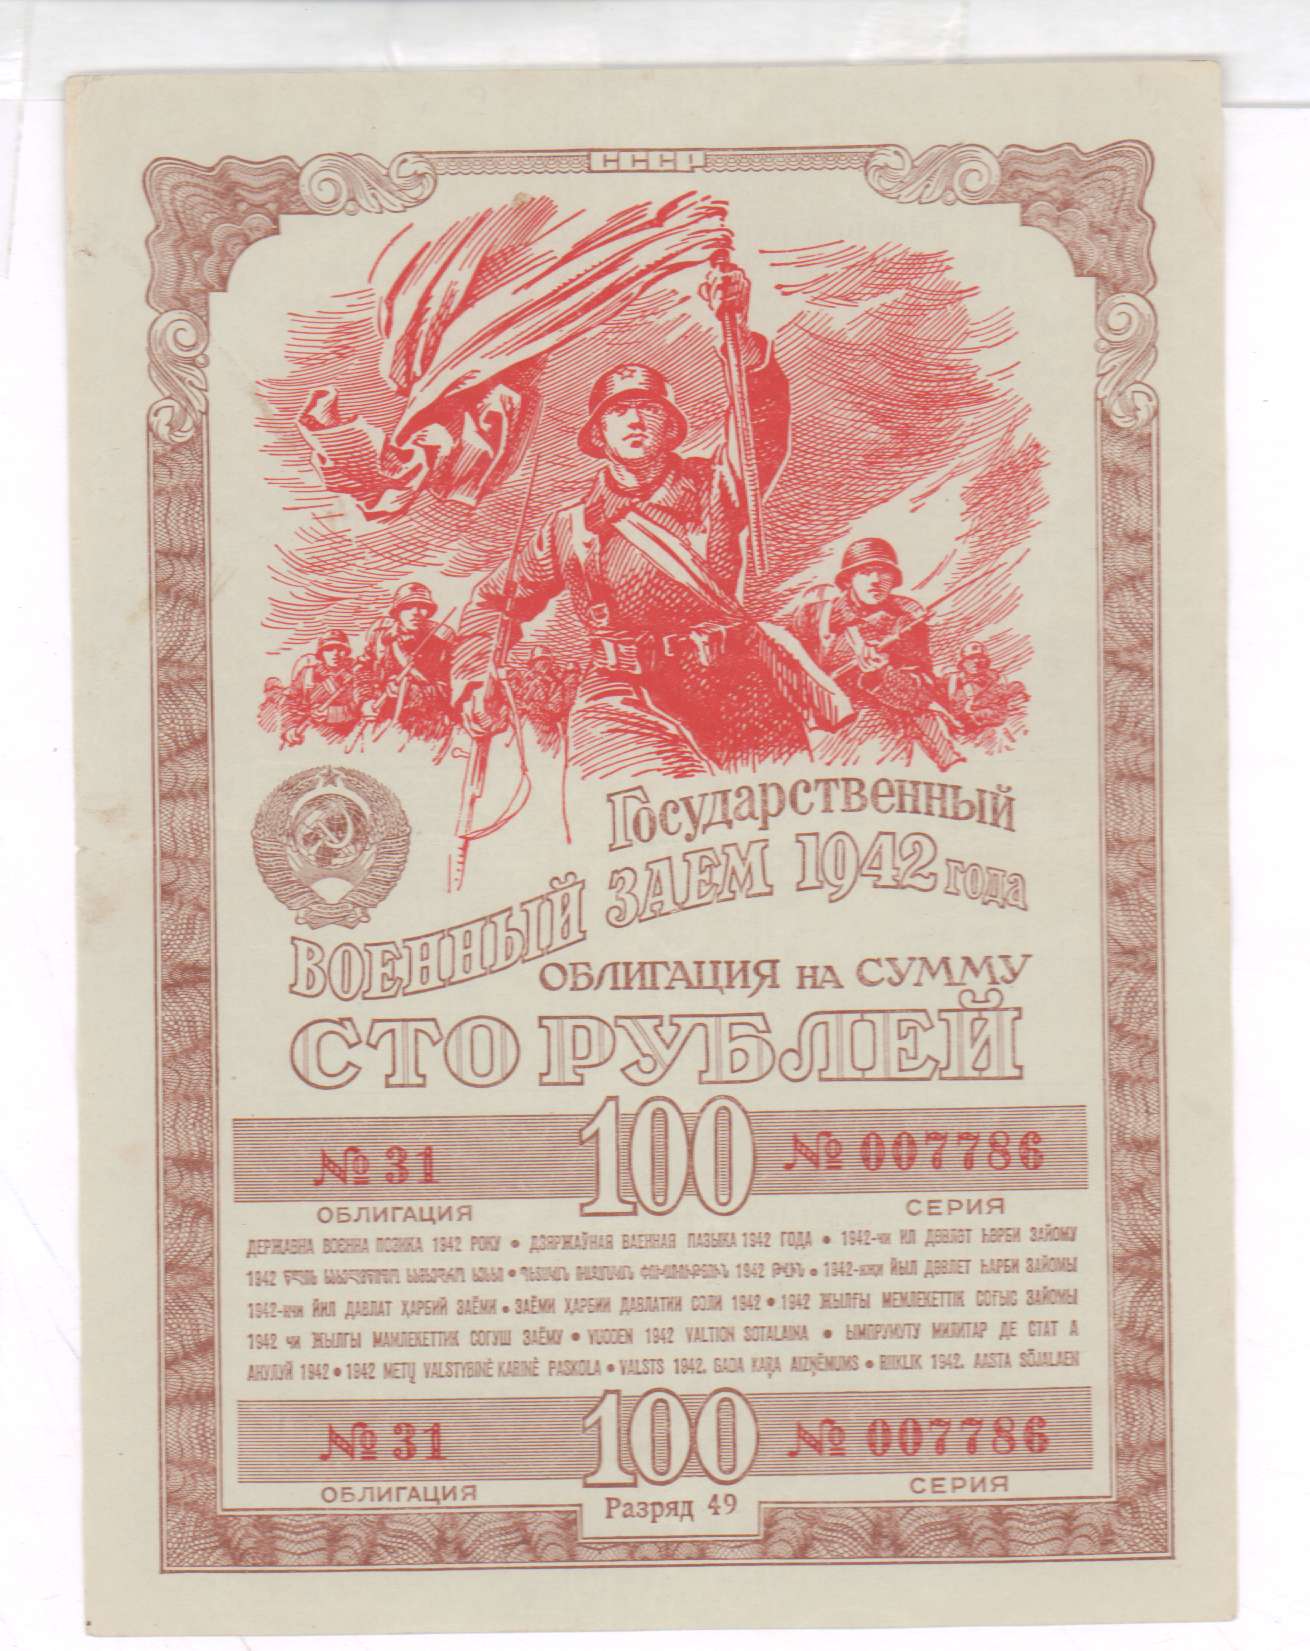 СССР
Государственный
ВОЕННЫЙ ЗАЕМ 1942 года
ОБЛИГАЦИЯ НА СУММУ
СТО РУБЛЕЙ
№ 31 100 № 007786
ОБЛИГАЦИЯ СЕРИЯ
ДЕРЖАВНА ВОЄННА ПОЗИКА 1942 РОКУ • ДЗЯРЖАЎНАЯ ВАЕННАЯ ПАЗЫКА 1942 ГОДА • 1942-чи ИЛ ДӘВЛӘТ ҺӘРБИ ЗАЙОМУ
1942 • 1942 • 1942-нҗи ЙЫЛ ДӘВЛЕТ ҺАРБИ ЗАЙОМЫ
1942-нчи ЙИЛ ДАВЛАТ ҲАРБИЙ ЗАЁМИ • ЗАЁМИ ҲАРБИИ ДАВЛАТИИ СОЛИ 1942 • 1942 ЖЫЛҒЫ МЕМЛЕКЕТТІК СОҒЫС ЗАЙОМЫ
1942 чи ЖЫЛГЫ МАМЛЕКЕТТИК СОГУШ ЗАЁМУ • VUODEN 1942 VALTION SOTALAINA • ЫМПРУМУТУ МИЛИТАР ДЕ СТАТ А
АНУЛУЙ 1942 • 1942 METŲ VALSTYBINĖ KARINĖ PASKOLA • VALSTS 1942. GADA KAŖA AIZŅĒMUMS • RIIKLIK 1942. AASTA SÕJALAEN
№ 31 100 № 007786
ОБЛИГАЦИЯ СЕРИЯ
Разряд 49